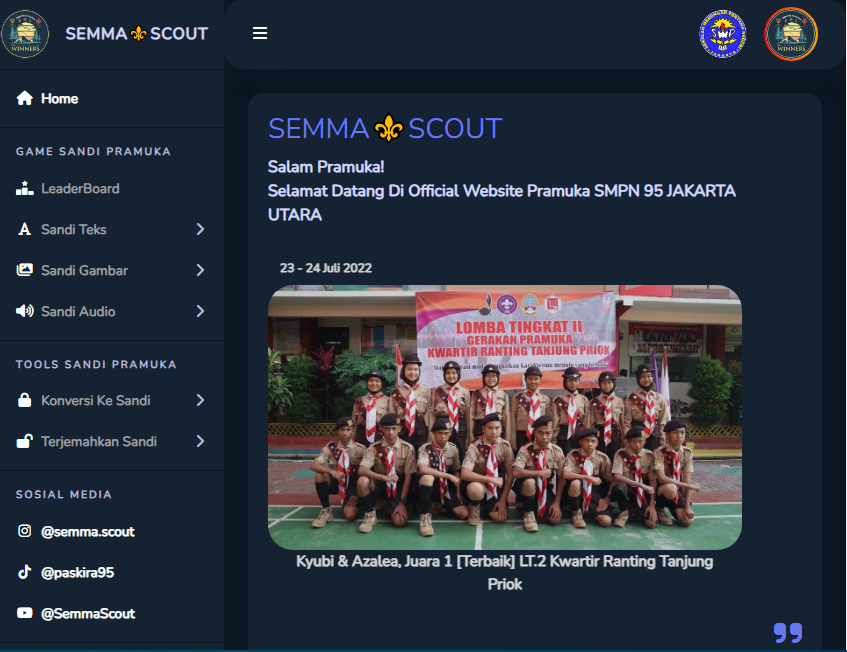 WINNERS
SEMMA SCOUT
Home
GAME SANDI PRAMUKA
LeaderBoard
Sandi Teks
Sandi Gambar
Sandi Audio
TOOLS SANDI PRAMUKA
Konversi Ke Sandi
Terjemahkan Sandi
SOSIAL MEDIA
@semma.scout
@paskira95
@SemmaScout
WINNERS
SEMMA SCOUT
Salam Pramuka!
Selamat Datang Di Official Website Pramuka SMPN 95 JAKARTA
UTARA
23 - 24 Juli 2022
LOMBA TINGKAT II
GERAKAN PRAMUKA
KWARTIR RANTING TANJUNG PRIOK
Kyubi & Azalea, Juara 1 [Terbaik] LT.2 Kwartir Ranting Tanjung
Priok